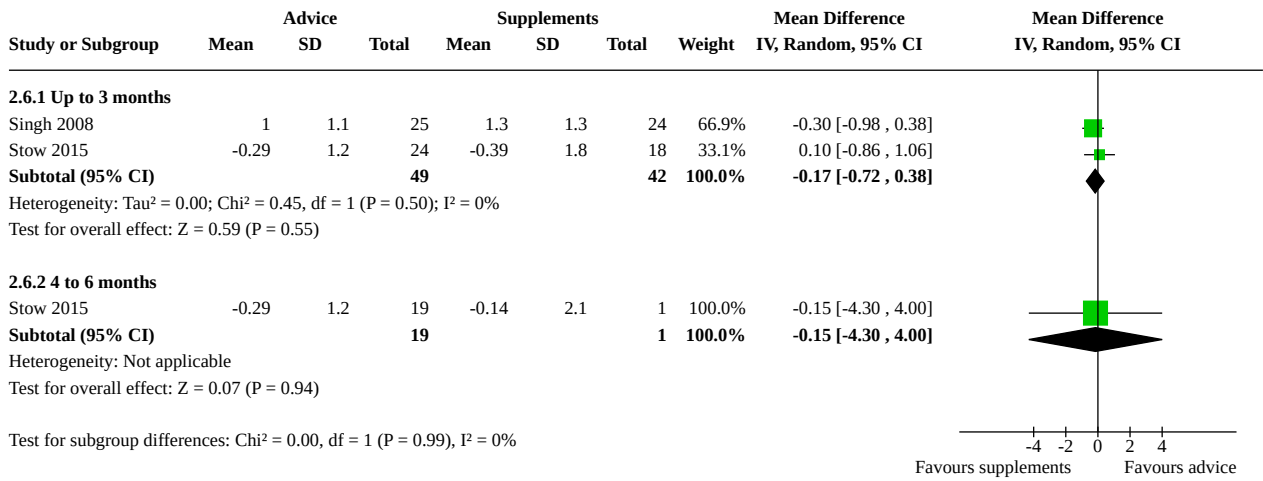 Advice Supplements Mean Difference Mean Difference
Study or Subgroup Mean SD Total Mean SD Total Weight IV, Random, 95% CI IV, Random, 95% CI
2.6.1 Up to 3 months
Singh 2008 1 1.1 25 1.3 1.3 24 66.9% -0.30 [-0.98 , 0.38]
Stow 2015 -0.29 1.2 24 -0.39 1.8 18 33.1% 0.10 [-0.86 , 1.06]
Subtotal (95% CI) 49 42 100.0% -0.17 [-0.72 , 0.38]
Heterogeneity: Tau² = 0.00; Chi² = 0.45, df = 1 (P = 0.50); I² = 0%
Test for overall effect: Z = 0.59 (P = 0.55)
2.6.2 4 to 6 months
Stow 2015 -0.29 1.2 19 -0.14 2.1 1 100.0% -0.15 [-4.30 , 4.00]
Subtotal (95% CI) 19 1 100.0% -0.15 [-4.30 , 4.00]
Heterogeneity: Not applicable
Test for overall effect: Z = 0.07 (P = 0.94)
Test for subgroup differences: Chi² = 0.00, df = 1 (P = 0.99), I² = 0%
-4 -2 0 2 4
Favours supplements Favours advice